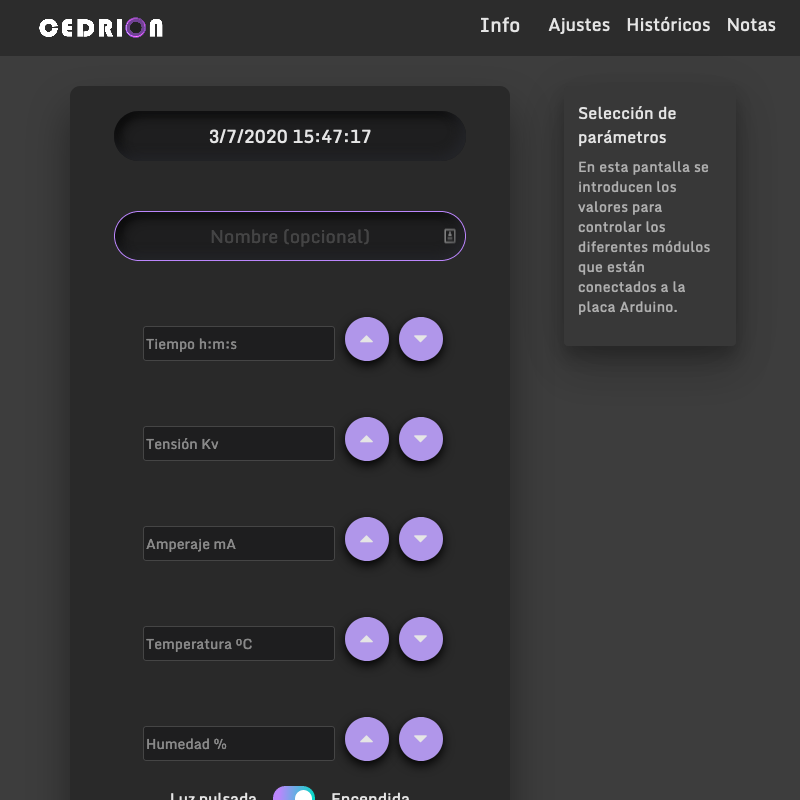 CEDRION
Info Ajustes Históricos Notas
3/7/2020 15:47:17
Nombre (opcional)
Tiempo h:m:s
Tensión Kv
Amperaje mA
Temperatura ºC
Humedad %
Luz pulsada Encendida
Selección de
parámetros
En esta pantalla se
introducen los
valores para
controlar los
diferentes módulos
que están
conectados a la
placa Arduino.